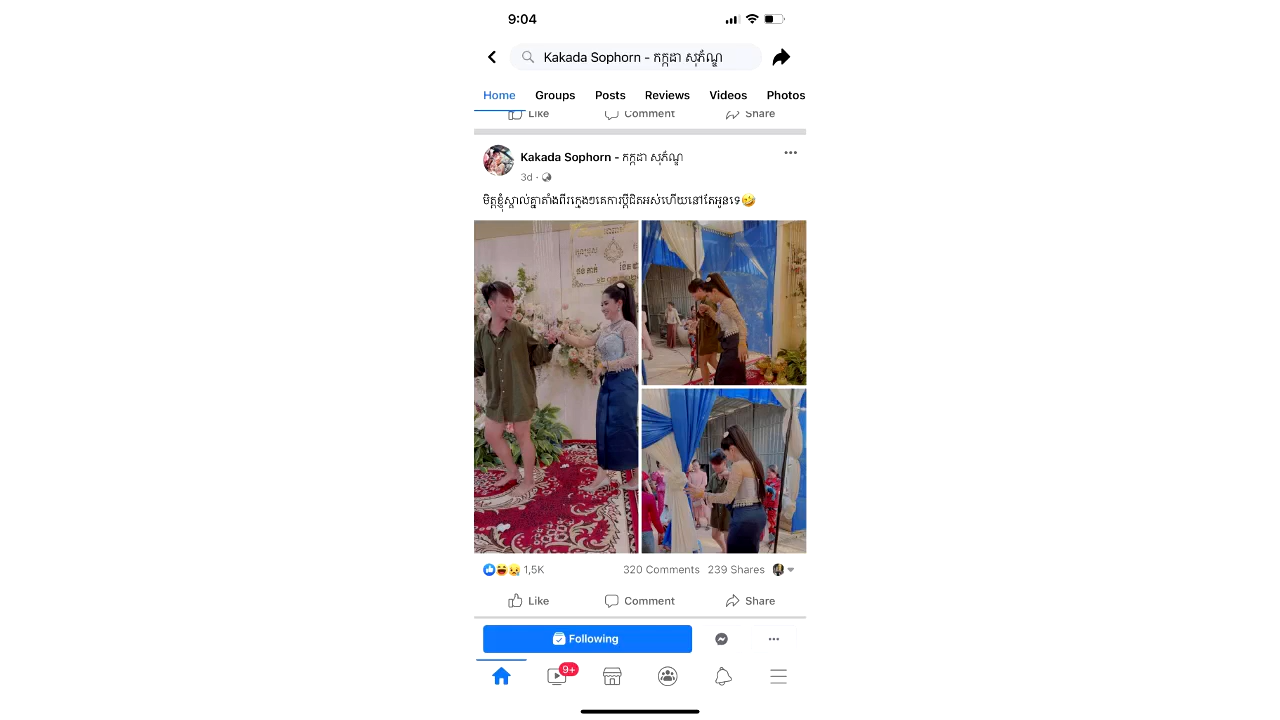 9:04
Kakada Sophorn - កក្កដា សុភ័ណ្ឌ
Home Groups Posts Reviews Videos Photos
Like Comment Share
Kakada Sophorn - កក្កដា សុភ័ណ្ឌ
3d
មិត្តខ្ញុំស្គាល់គ្នាតាំងពីរក្មេងៗគេការប្ដីជិតអស់ហើយនៅតែអូនទេ🤣
1,5K 320 Comments 239 Shares
Like Comment Share
Following
9+